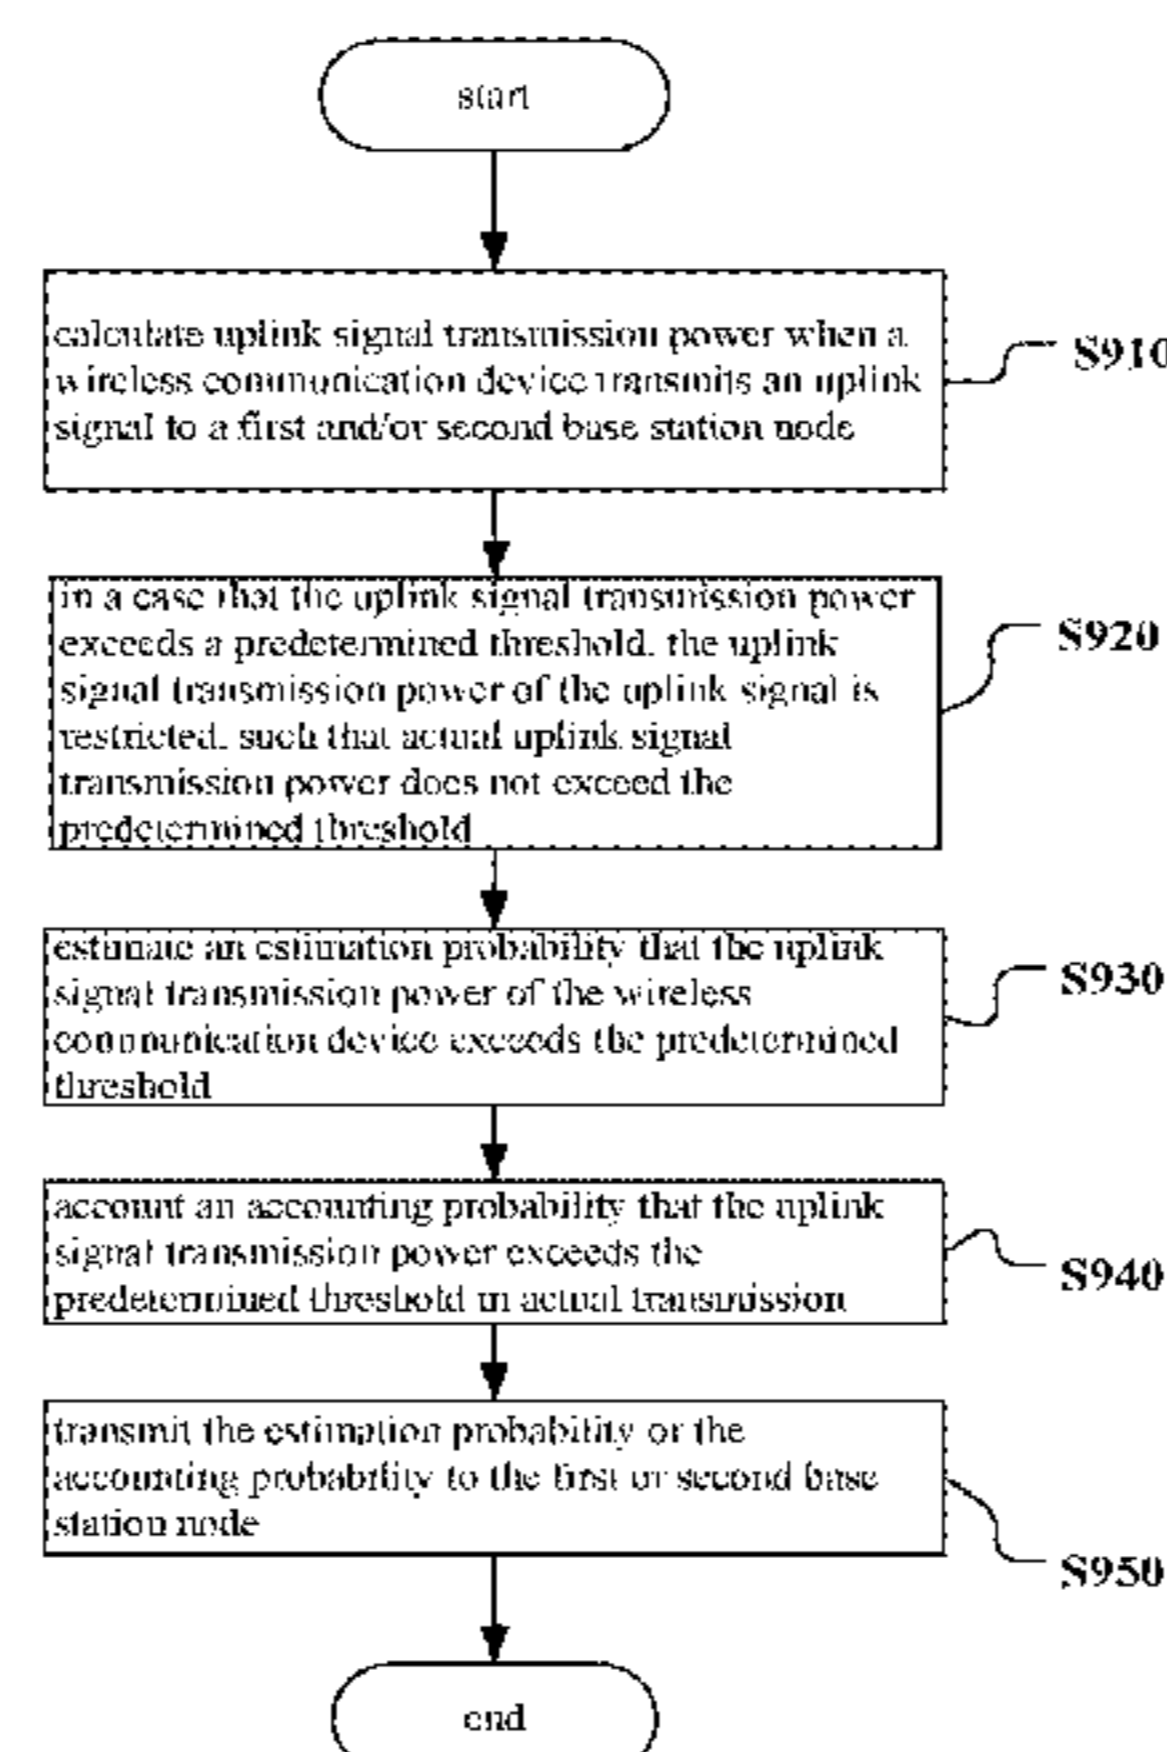 start
calculate uplink signal transmission power when a
wireless communication device transmits an uplink
signal to a first and/or second base station node
S910
in a case that the uplink signal transmission power
exceeds a predetermined threshold, the uplink
signal transmission power of the uplink signal is
restricted, such that actual uplink signal
transmission power does not exceed the
predetermined threshold
S920
estimate an estimation probability that the uplink
signal transmission power of the wireless
communication device exceeds the predetermined
threshold
S930
account an accounting probability that the uplink
signal transmission power exceeds the
predetermined threshold in actual transmission
S940
transmit the estimation probability or the
accounting probability to the first or second base
station node
S950
end